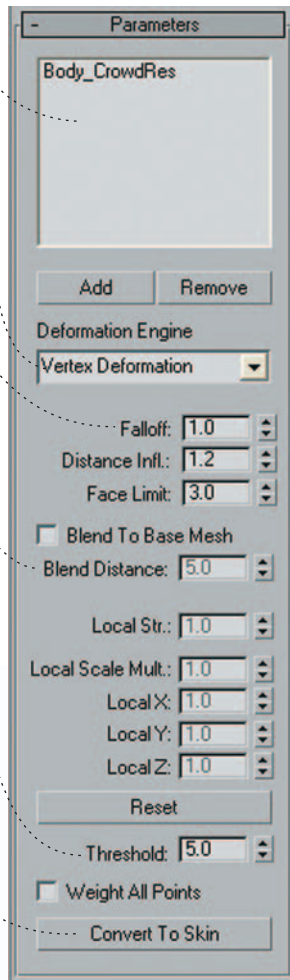 - Parameters
Body_CrowdRes
Add Remove
Deformation Engine
Vertex Deformation
Falloff: 1.0
Distance Infl.: 1.2
Face Limit: 3.0
Blend To Base Mesh
Blend Distance: 5.0
Local Str.: 1.0
Local Scale Mult.: 1.0
Local X: 1.0
Local Y: 1.0
Local Z: 1.0
Reset
Threshold: 5.0
Weight All Points
Convert To Skin